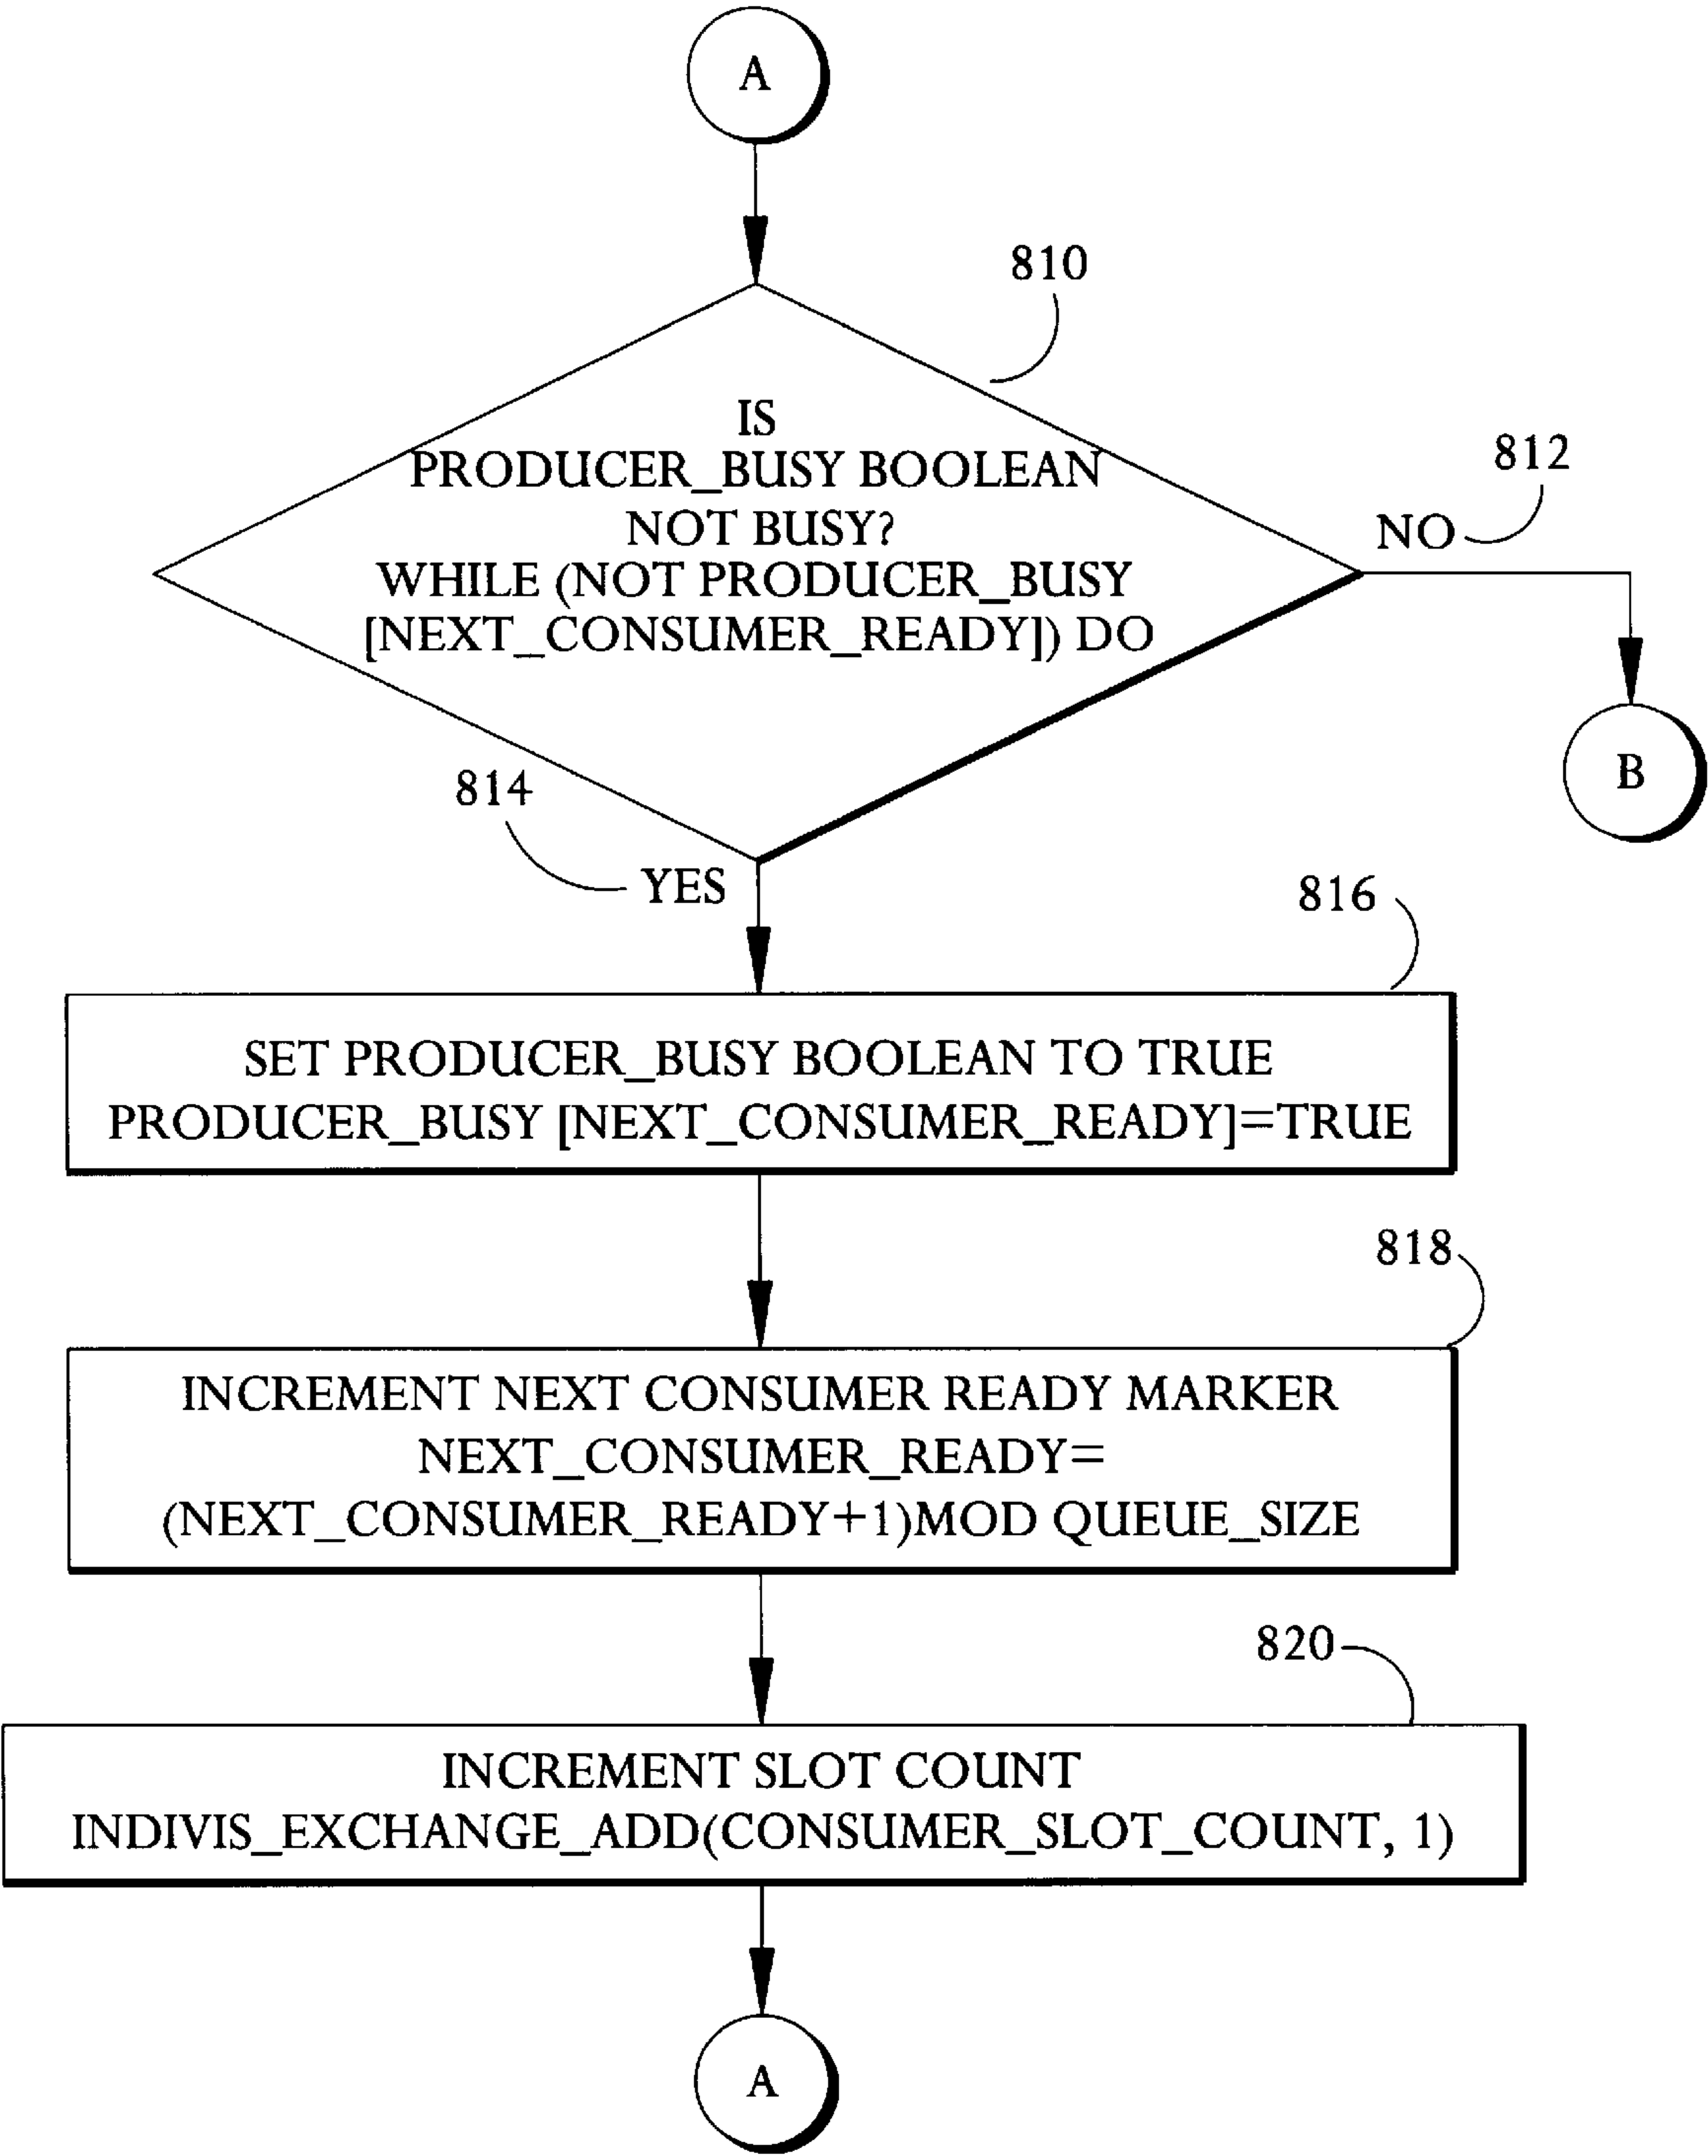 A
810
IS
PRODUCER_BUSY BOOLEAN
NOT BUSY?
WHILE (NOT PRODUCER_BUSY
[NEXT_CONSUMER_READY]) DO
812
NO
B
814
YES
816
SET PRODUCER_BUSY BOOLEAN TO TRUE
PRODUCER_BUSY [NEXT_CONSUMER_READY]=TRUE
818
INCREMENT NEXT CONSUMER READY MARKER
NEXT_CONSUMER_READY=
(NEXT_CONSUMER_READY+1)MOD QUEUE_SIZE
820
INCREMENT SLOT COUNT
INDIVIS_EXCHANGE_ADD(CONSUMER_SLOT_COUNT, 1)
A